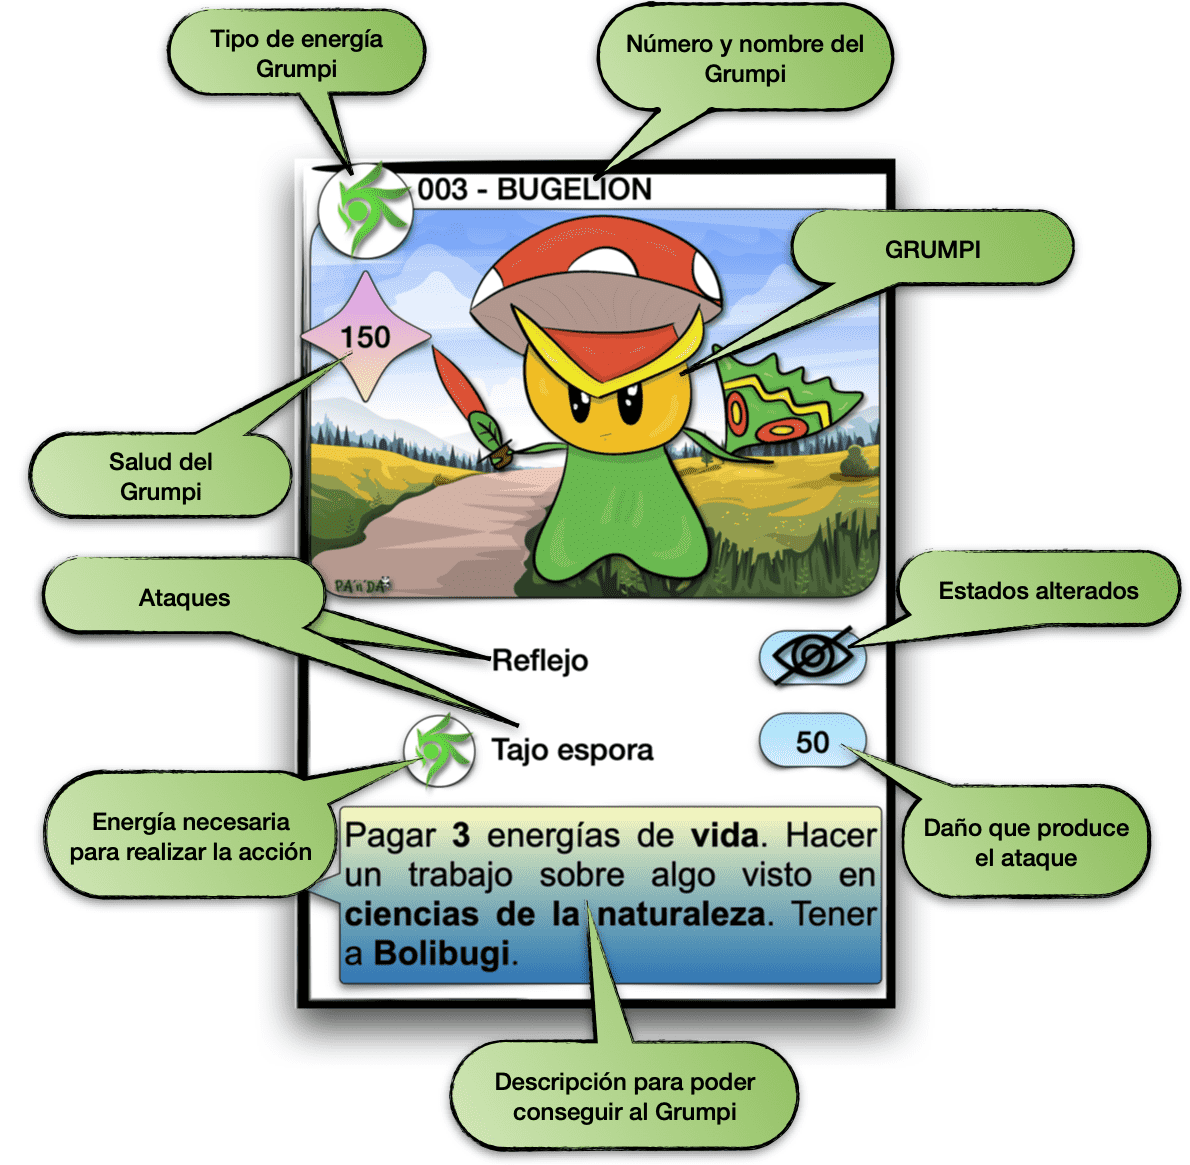 Tipo de energía
Grumpi
Número y nombre del
Grumpi
003 - BUGELION
GRUMPI
150
Salud del
Grumpi
PA'n'DA
Ataques
Estados alterados
Reflejo
Tajo espora
50
Energía necesaria
para realizar la acción
Daño que produce
el ataque
Pagar 3 energías de vida. Hacer
un trabajo sobre algo visto en
ciencias de la naturaleza. Tener
a Bolibugi.
Descripción para poder
conseguir al Grumpi